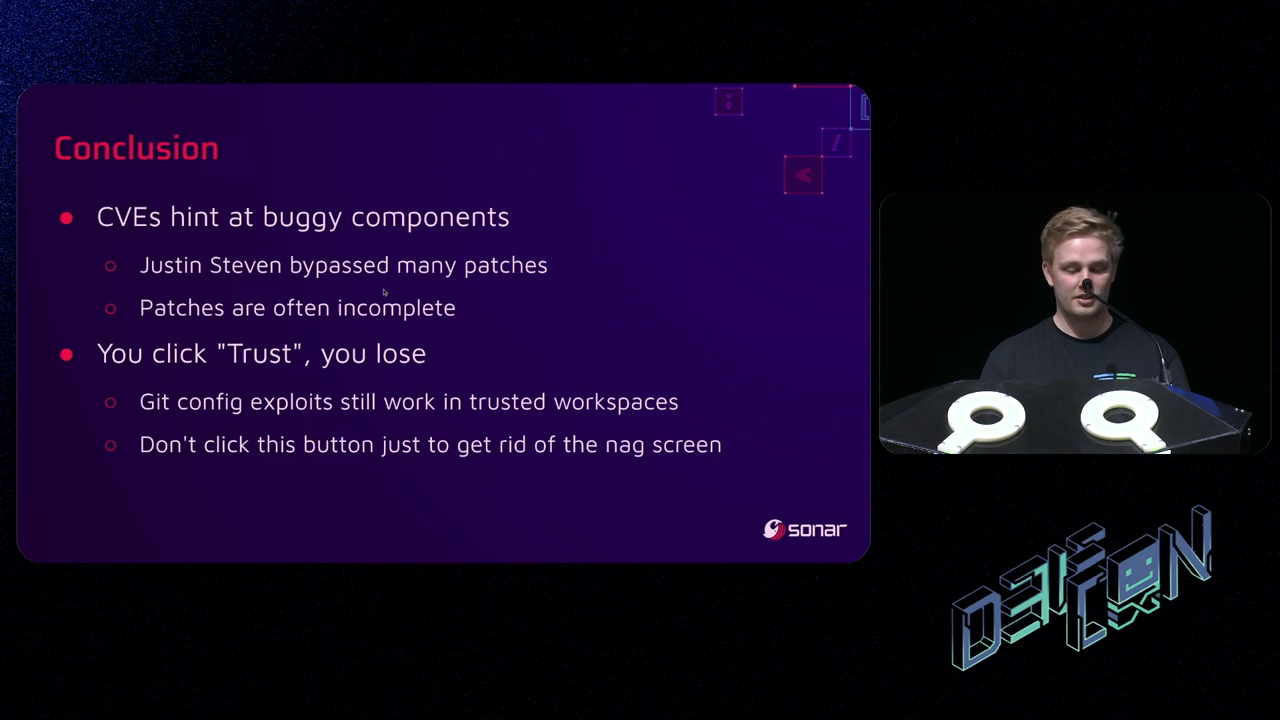 Conclusion
CVEs hint at buggy components
Justin Steven bypassed many patches
Patches are often incomplete
You click "Trust", you lose
Git config exploits still work in trusted workspaces
Don't click this button just to get rid of the nag screen
sonar
DEF
CON